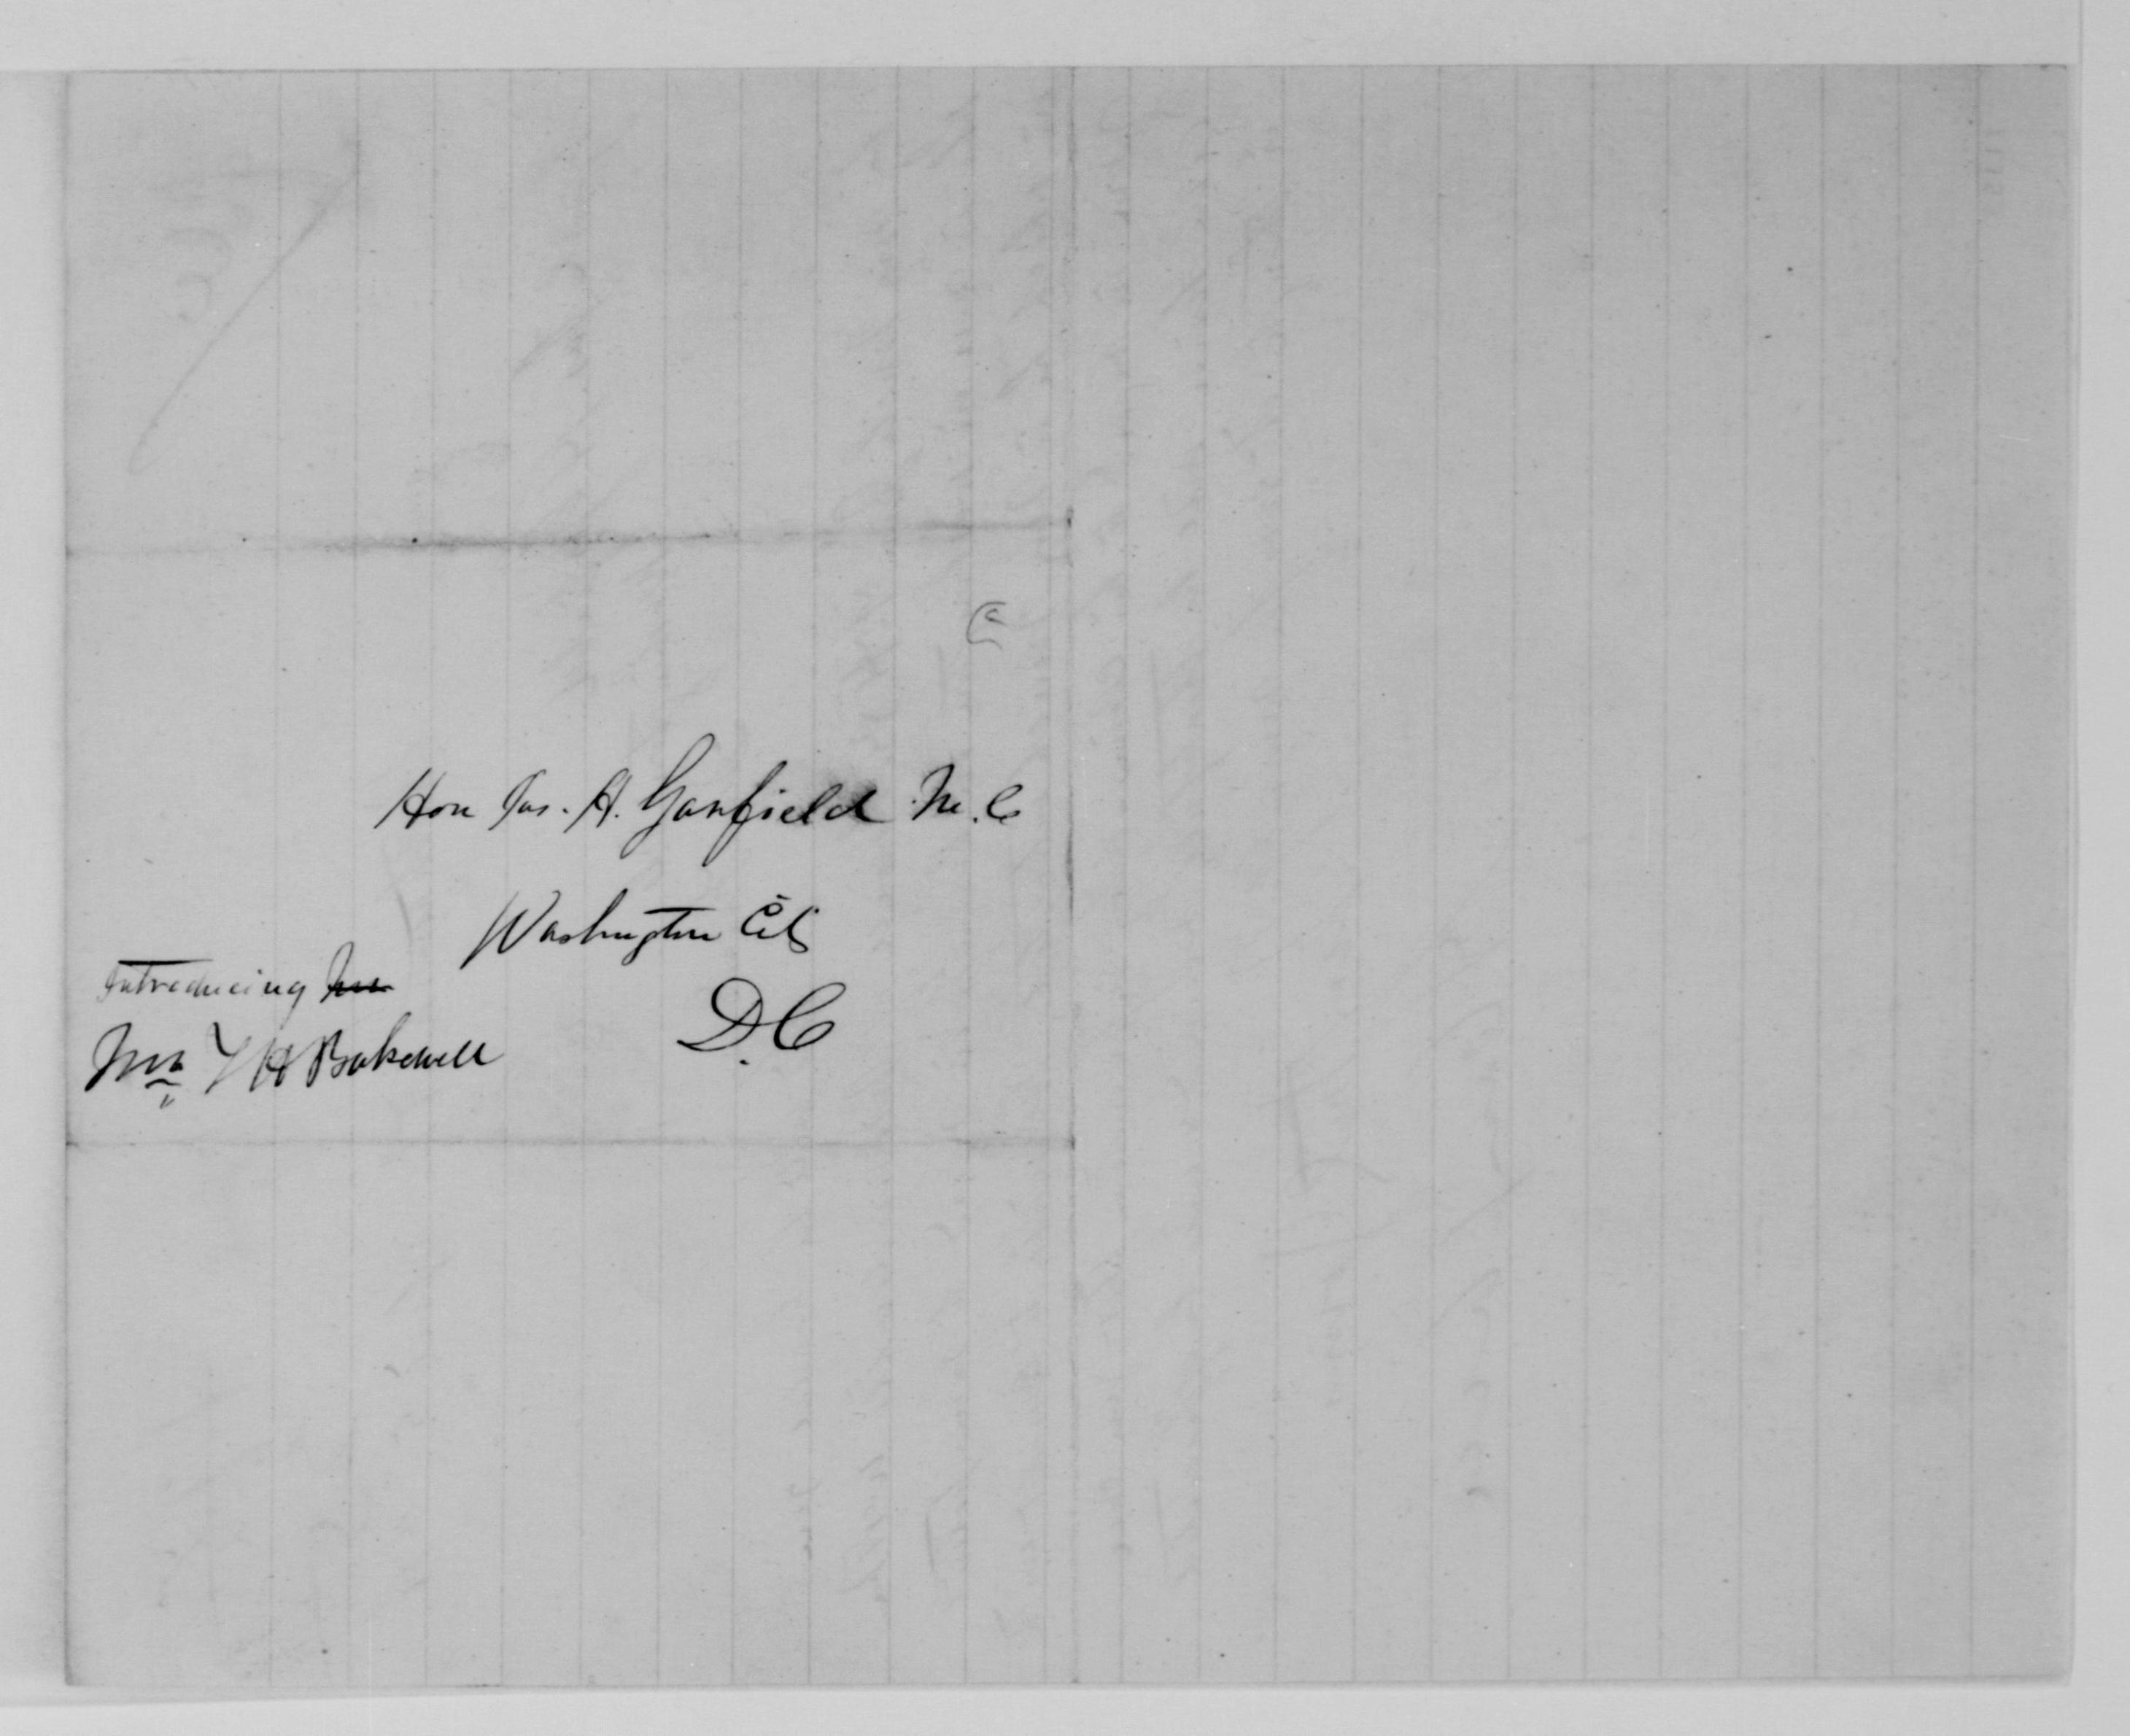 Hon Jas. A. Garfield M.C
Washington City
D.C
Introducing
Mr H Bakewell